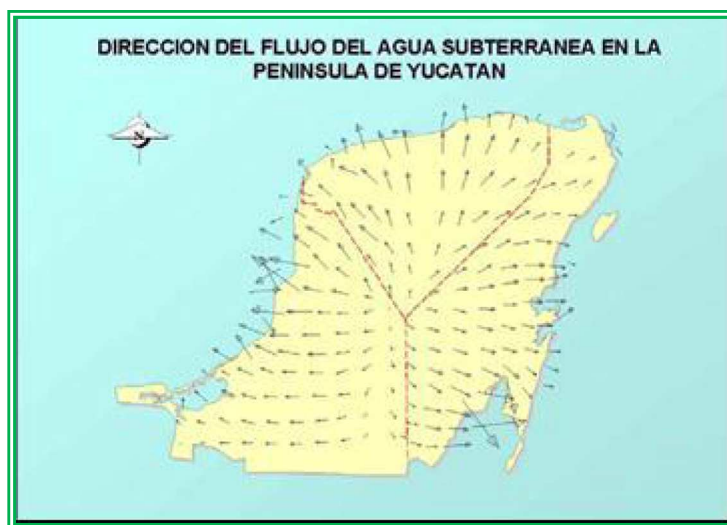 DIRECCION DEL FLUJO DEL AGUA SUBTERRANEA EN LA
PENINSULA DE YUCATAN
N